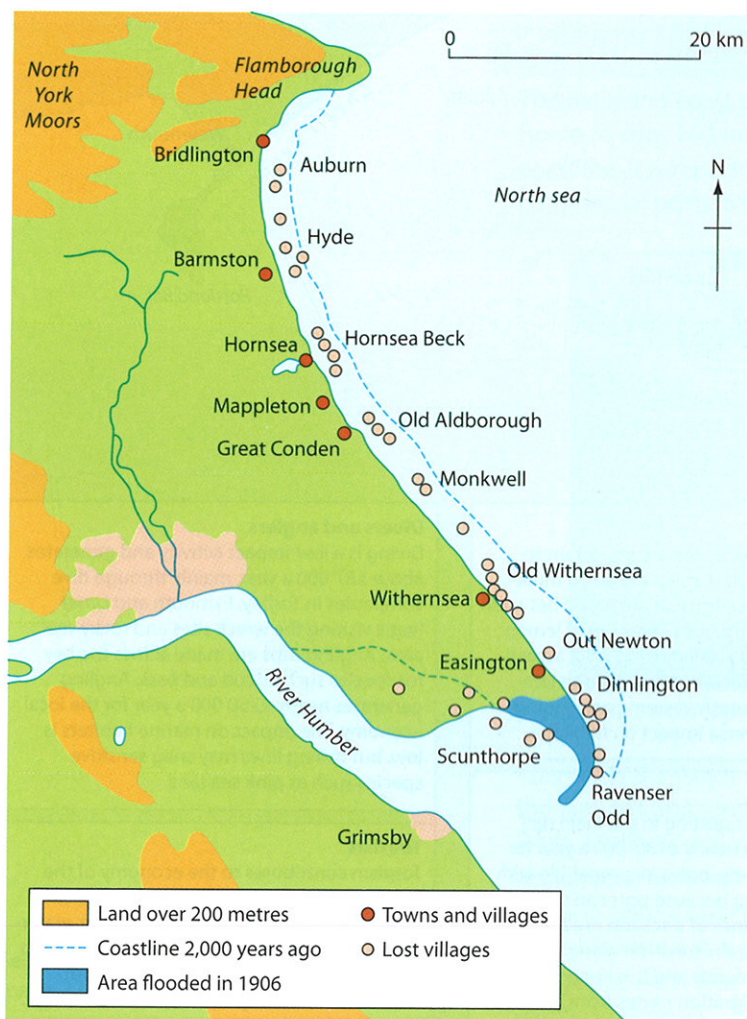 0
20 km
Flamborough
Head
North
York
Moors
Bridlington
Auburn
N
North sea
Hyde
Barmston
Hornsea Beck
Hornsea
Mappleton
Old Aldborough
Great Conden
Monkwell
Old Withernsea
Withernsea
Out Newton
Easington
Dimlington
River Humber
Scunthorpe
Ravenser
Odd
Grimsby
Land over 200 metres
Towns and villages
Coastline 2,000 years ago
Lost villages
Area flooded in 1906